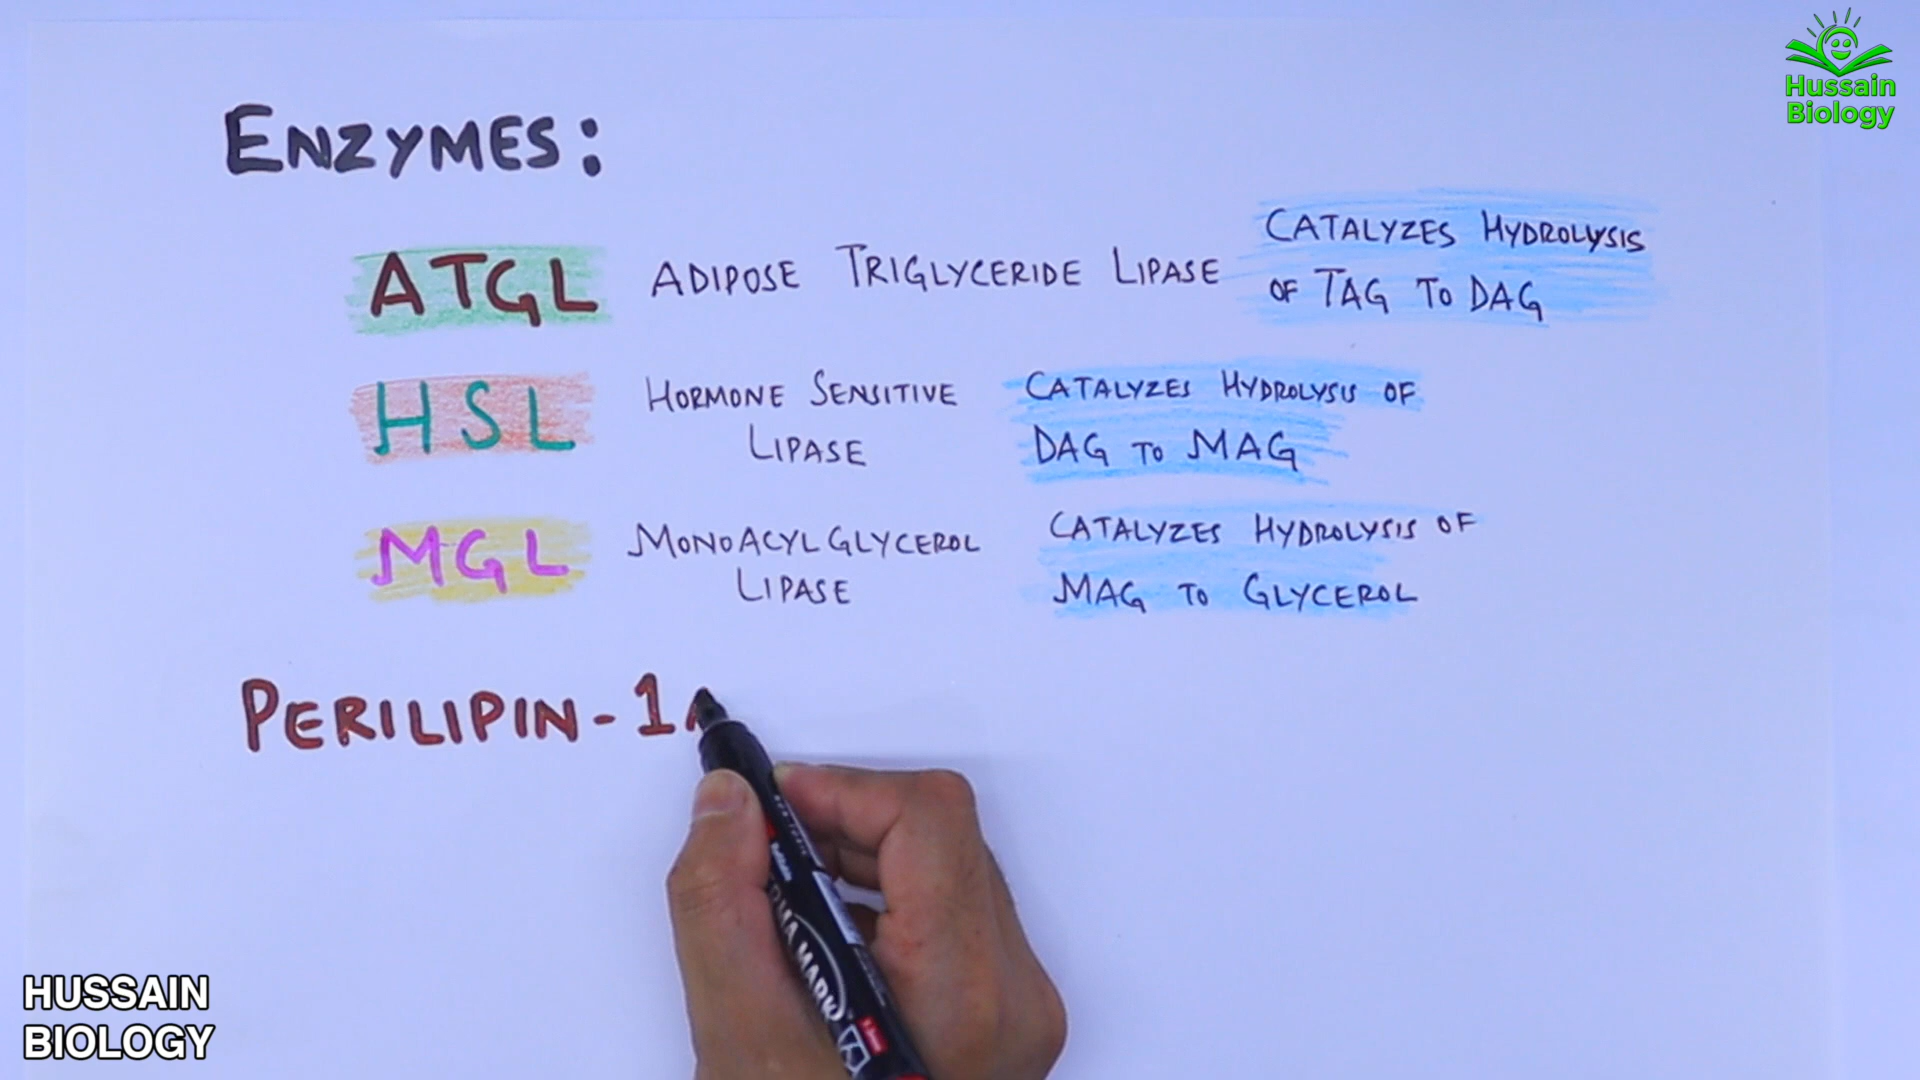 Hussain
Biology
ENZYMES:
ATGL ADIPOSE TRIGLYCERIDE LIPASE CATALYZES HYDROLYSIS
OF TAG TO DAG
HSL HORMONE SENSITIVE CATALYZES HYDROLYSIS OF
LIPASE DAG TO MAG
MGL MONOACYLGLYCEROL CATALYZES HYDROLYSIS OF
LIPASE MAG TO GLYCEROL
PERILIPIN-1
HUSSAIN
BIOLOGY